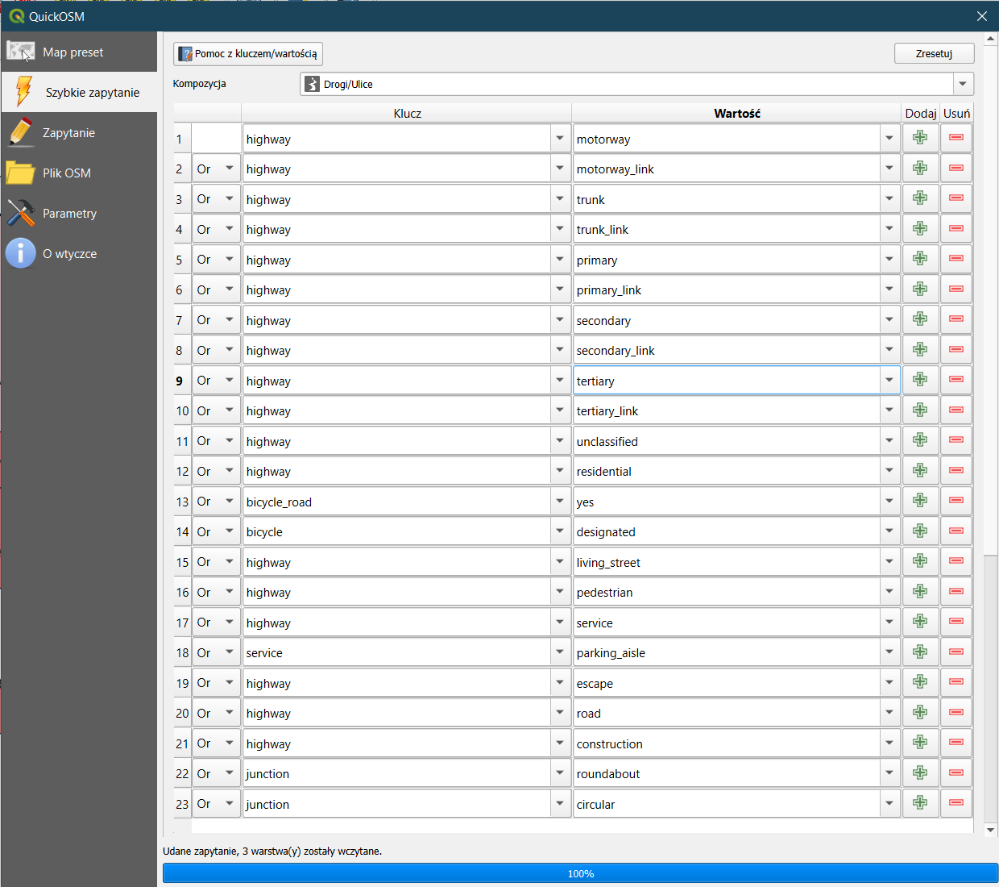 QuickOSM
Map preset
Szybkie zapytanie
Zapytanie
Plik OSM
Parametry
O wtyczce
Pomoc z kluczem/wartością
Zresetuj
Kompozycja Drogi/Ulice
Klucz Wartość Dodaj Usuń
1 highway motorway
2 Or highway motorway_link
3 Or highway trunk
4 Or highway trunk_link
5 Or highway primary
6 Or highway primary_link
7 Or highway secondary
8 Or highway secondary_link
9 Or highway tertiary
10 Or highway tertiary_link
11 Or highway unclassified
12 Or highway residential
13 Or bicycle_road yes
14 Or bicycle designated
15 Or highway living_street
16 Or highway pedestrian
17 Or highway service
18 Or service parking_aisle
19 Or highway escape
20 Or highway road
21 Or highway construction
22 Or junction roundabout
23 Or junction circular
Udane zapytanie, 3 warstwa(y) zostały wczytane.
100%